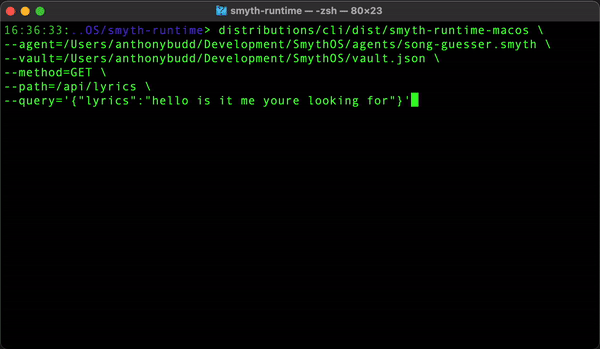 smyth-runtime — -zsh — 80×23
16:36:33:..OS/smyth-runtime> distributions/cli/dist/smyth-runtime-macos \
--agent=/Users/anthonybudd/Development/SmythOS/agents/song-guesser.smyth \
--vault=/Users/anthonybudd/Development/SmythOS/vault.json \
--method=GET \
--path=/api/lyrics \
--query='{"lyrics":"hello is it me youre looking for"}'